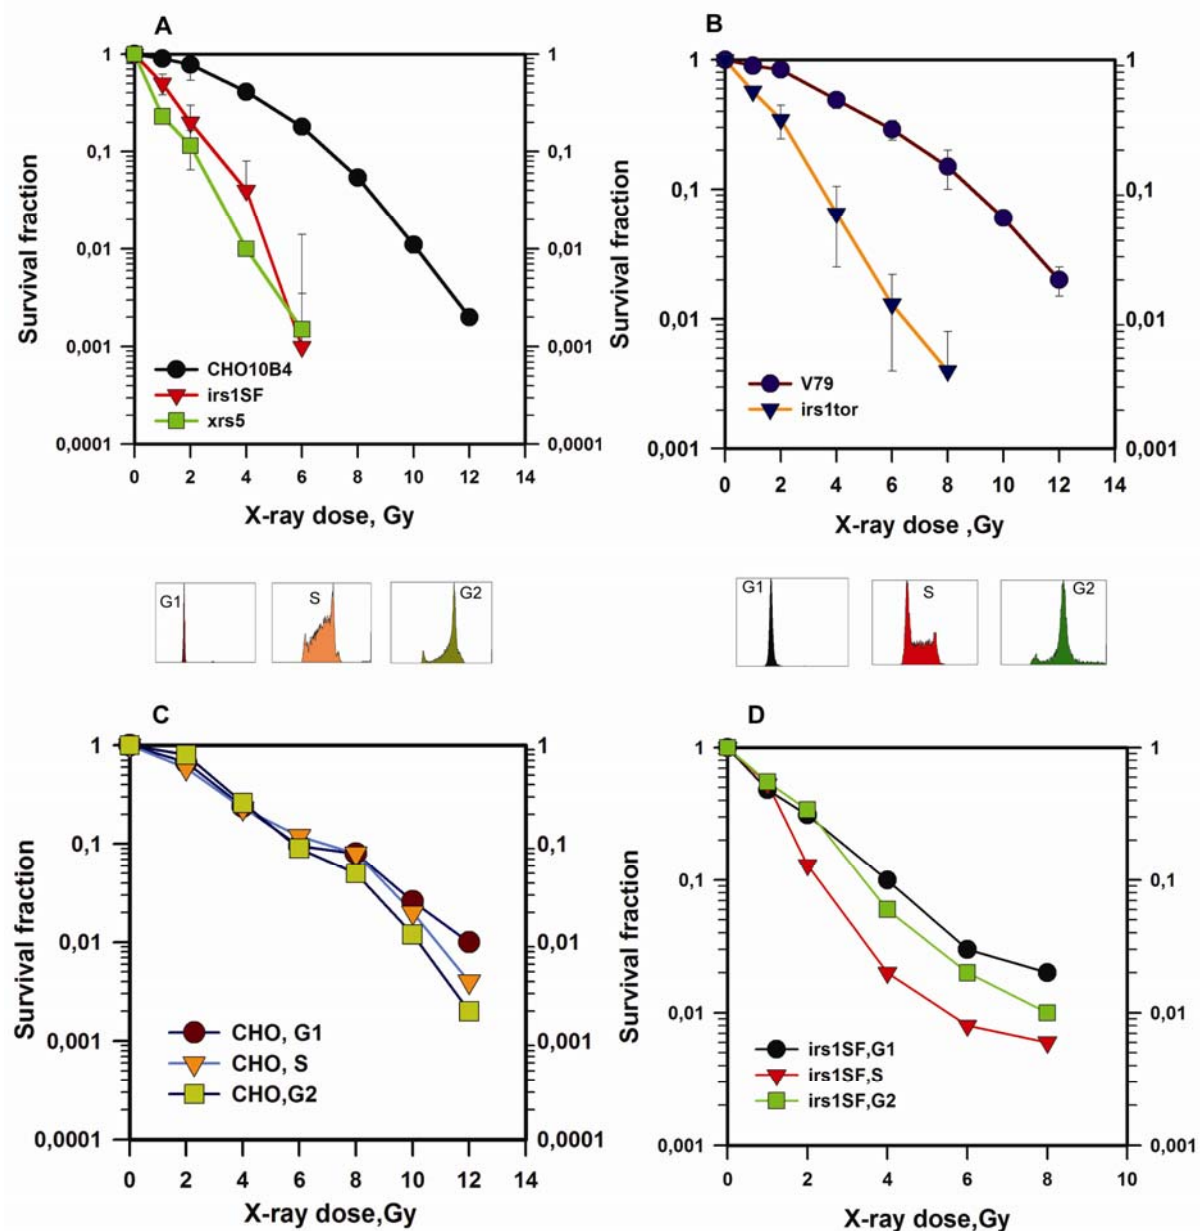 A
1
0,1
0,01
0,001
0,0001
1
0,1
0,01
0,001
0,0001
Survival fraction
CHO10B4
irs1SF
xrs5
0 2 4 6 8 10 12 14
X-ray dose, Gy
B
1
0,1
0,01
0,001
1
0,1
0,01
0,001
Survival fraction
V79
irs1tor
0 2 4 6 8 10 12 14
X-ray dose ,Gy
G1
S
G2
G1
S
G2
C
1
0,1
0,01
0,001
0,0001
1
0,1
0,01
0,001
0,0001
Survival fraction
CHO, G1
CHO, S
CHO,G2
0 2 4 6 8 10 12 14
X-ray dose,Gy
D
1
0,1
0,01
0,001
1
0,1
0,01
0,001
Survival fraction
irs1SF,G1
irs1SF,S
irs1SF,G2
0 2 4 6 8 10
X-ray dose,Gy